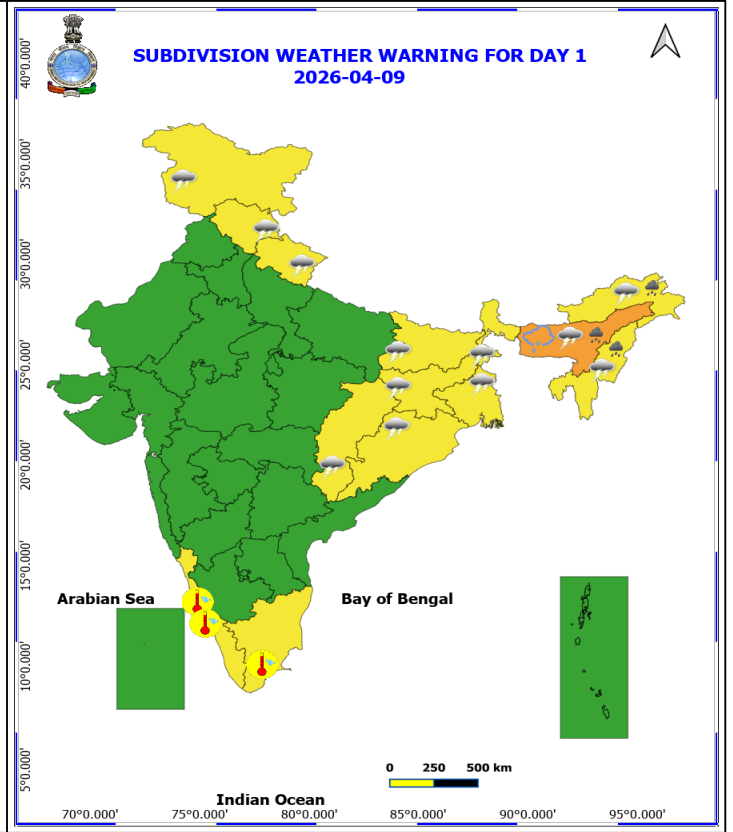 SUBDIVISION WEATHER WARNING FOR DAY 1
2026-04-09
40°0.000'
35°0.000'
30°0.000'
25°0.000'
20°0.000'
15°0.000'
10°0.000'
5°0.000'
Arabian Sea
Bay of Bengal
0 250 500 km
Indian Ocean
70°0.000' 75°0.000' 80°0.000' 85°0.000' 90°0.000' 95°0.000'